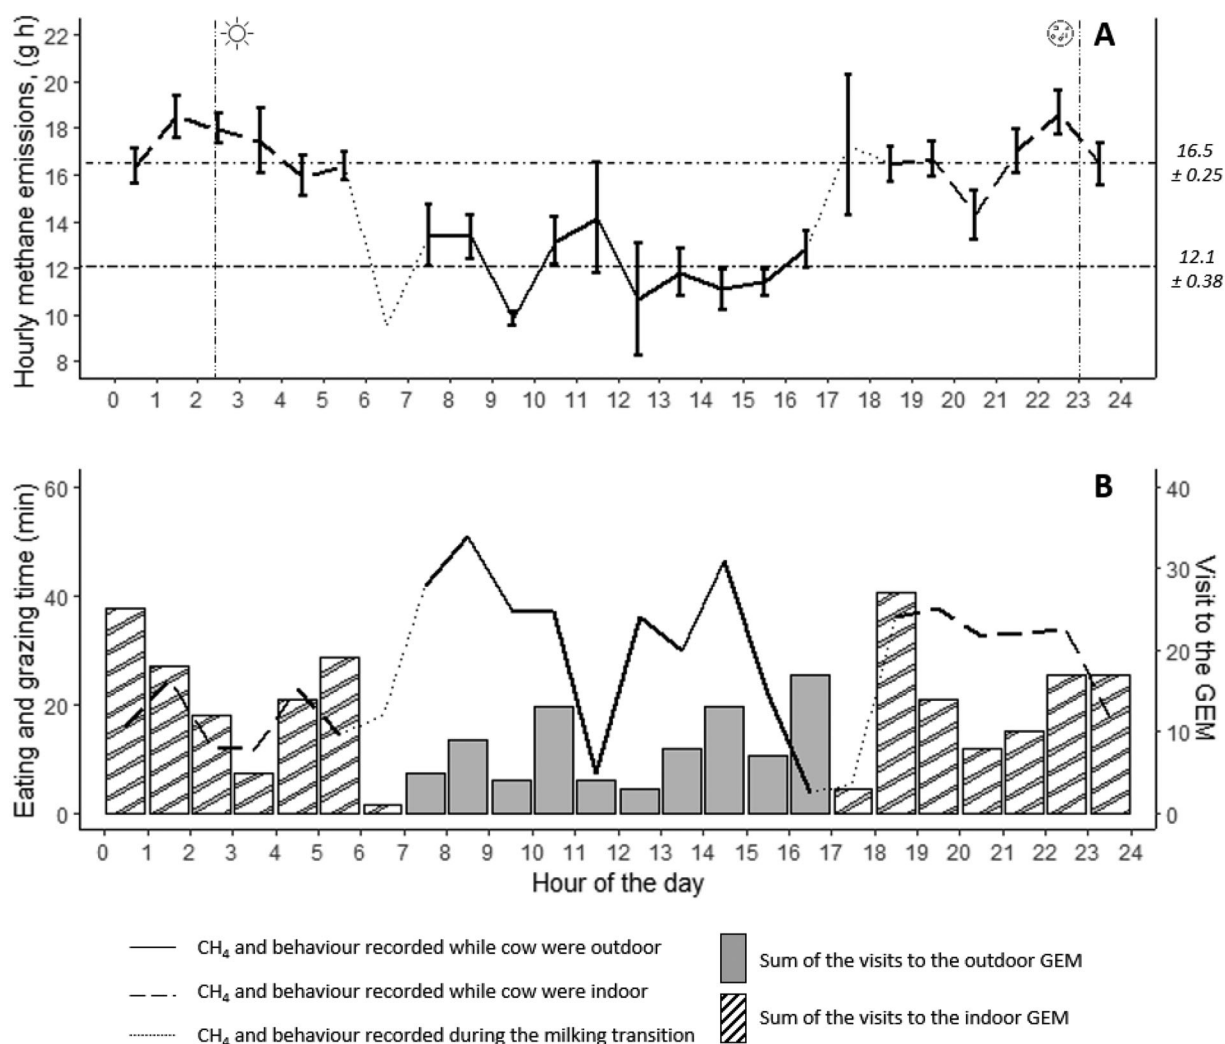 A
Hourly methane emissions, (g h)
22
20
18
16
14
12
10
8
16.5
± 0.25
12.1
± 0.38
0 1 2 3 4 5 6 7 8 9 10 11 12 13 14 15 16 17 18 19 20 21 22 23 24
B
Eating and grazing time (min)
60
40
20
0
Visit to the GEM
40
30
20
10
0
0 1 2 3 4 5 6 7 8 9 10 11 12 13 14 15 16 17 18 19 20 21 22 23 24
Hour of the day
CH₄ and behaviour recorded while cow were outdoor
CH₄ and behaviour recorded while cow were indoor
CH₄ and behaviour recorded during the milking transition
Sum of the visits to the outdoor GEM
Sum of the visits to the indoor GEM